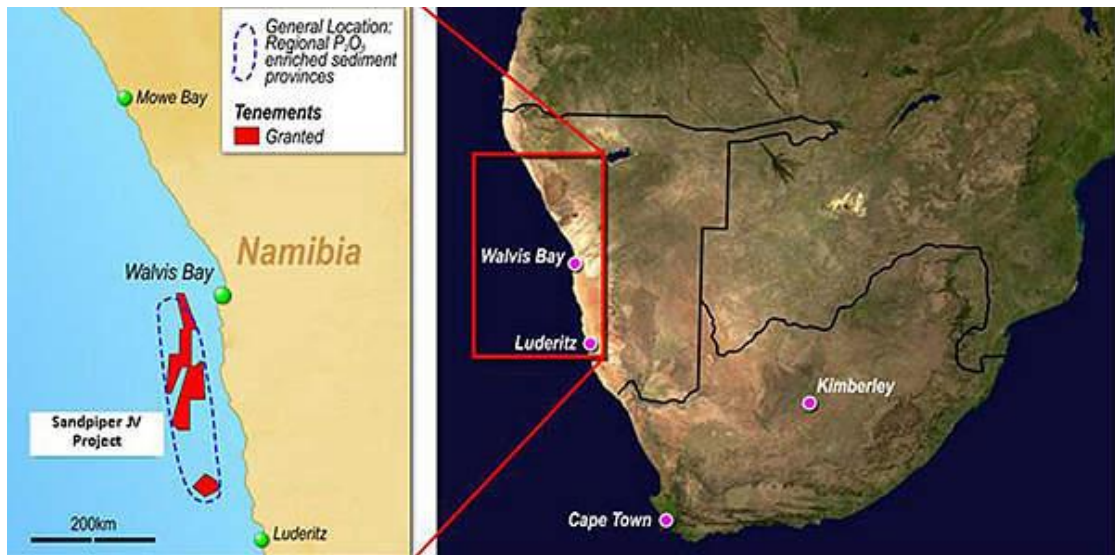 General Location:
Regional P₂O₅
enriched sediment
provinces
Tenements
Granted
Mowe Bay
Namibia
Walvis Bay
Sandpiper JV
Project
200km
Luderitz
Walvis Bay
Luderitz
Kimberley
Cape Town